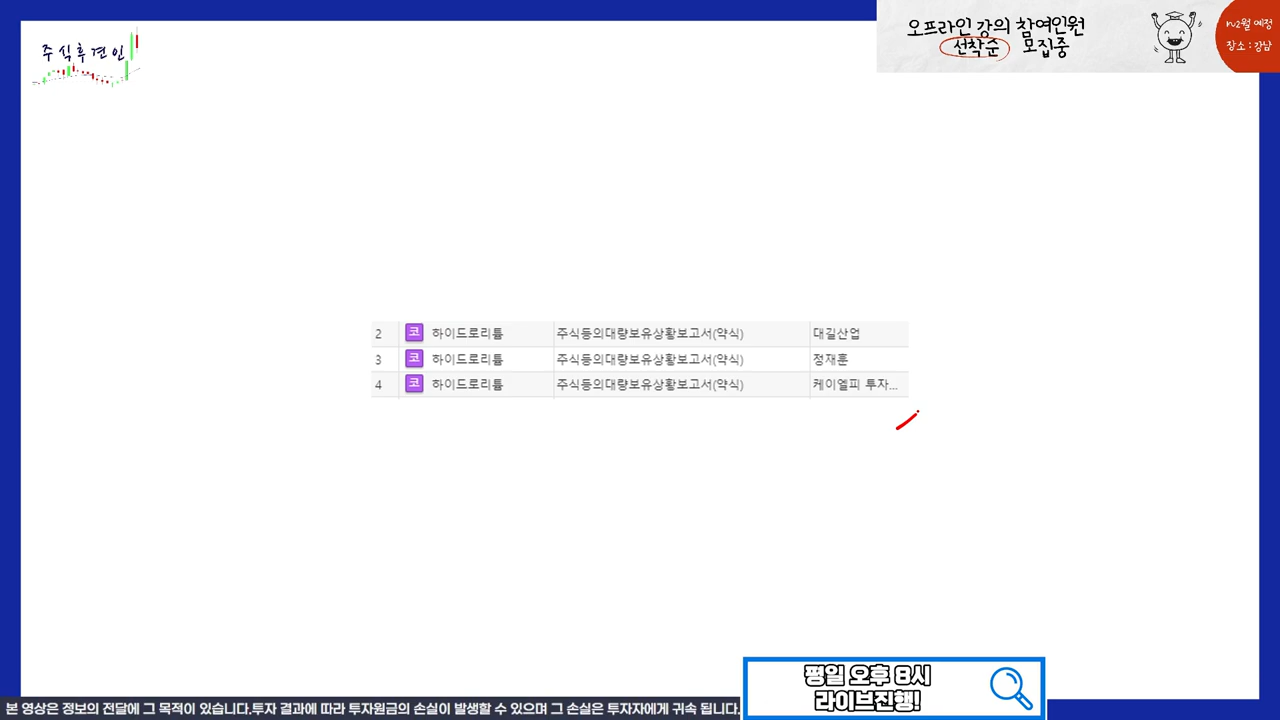 주식후견인
오프라인 강의 참여인원
선착순 모집중
2월 예정
장소 : 강남
2 코 하이드로리튬 주식등의대량보유상황보고서(약식) 대길산업
3 코 하이드로리튬 주식등의대량보유상황보고서(약식) 정재훈
4 코 하이드로리튬 주식등의대량보유상황보고서(약식) 케이엘피 투자...
평일 오후 8시
라이브진행!
본 영상은 정보의 전달에 그 목적이 있습니다.투자 결과에 따라 투자원금의 손실이 발생할 수 있으며 그 손실은 투자자에게 귀속 됩니다.